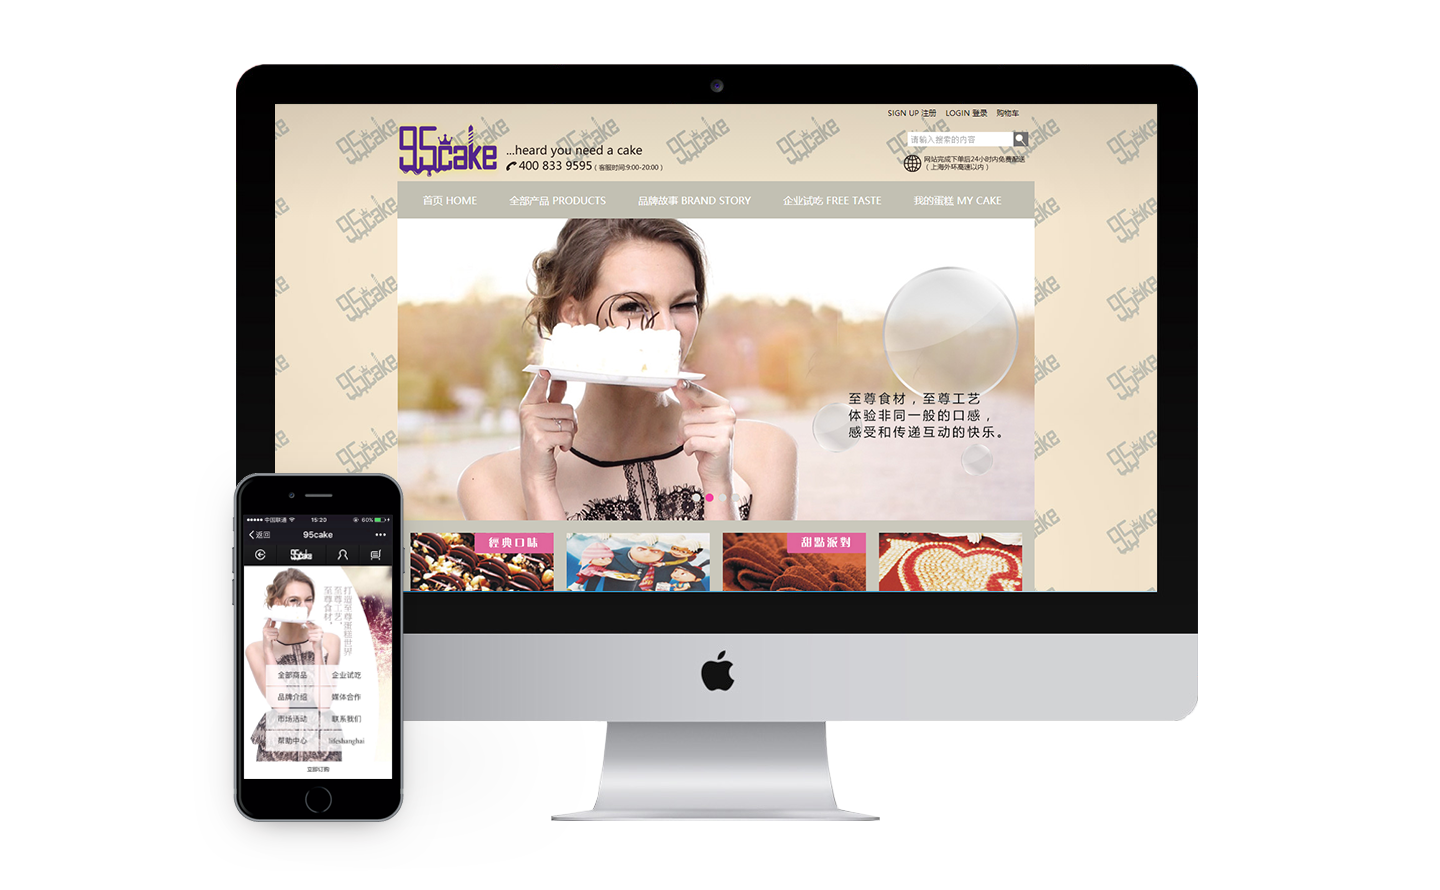 SIGN UP 注册 LOGIN 登录 购物车
95cake
...heard you need a cake
400 833 9595 ( 客服时间:9:00-20:00 )
请输入搜索的内容
网站完成下单后24小时内免费配送
( 上海外环高速以内 )
首页 HOME 全部产品 PRODUCTS 品牌故事 BRAND STORY 企业试吃 FREE TASTE 我的蛋糕 MY CAKE
至尊食材，至尊工艺
体验非同一般的口感，
感受和传递互动的快乐。
經典口味
甜點派對
中国联通 15:20 60%
返回 95cake
95cake
打造至尊蛋糕世界
至尊工艺，
至尊食材，
全部商品 企业试吃
品牌介绍 媒体合作
市场活动 联系我们
帮助中心 lifeshanghai
立即订购